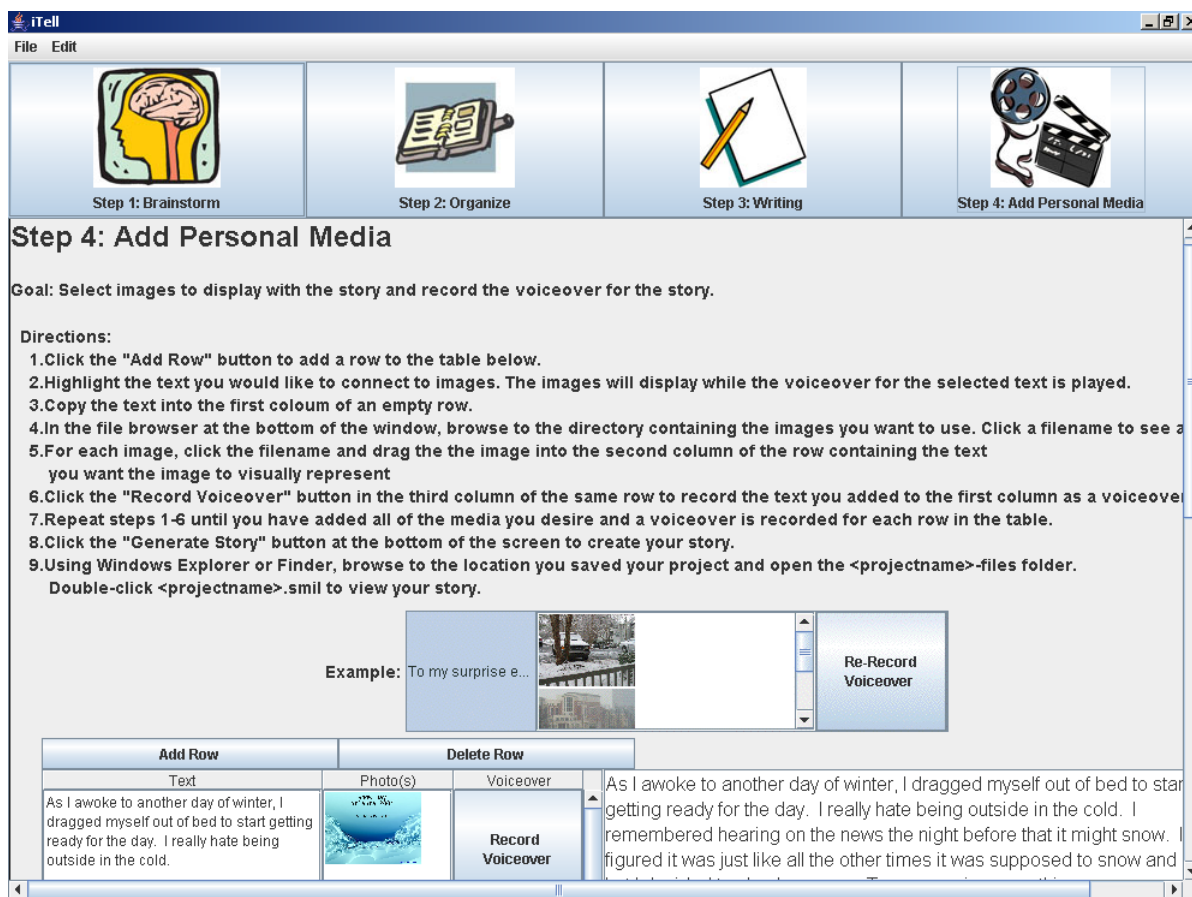 iTell
File Edit
Step 1: Brainstorm
Step 2: Organize
Step 3: Writing
Step 4: Add Personal Media
Step 4: Add Personal Media
Goal: Select images to display with the story and record the voiceover for the story.
Directions:
1.Click the "Add Row" button to add a row to the table below.
2.Highlight the text you would like to connect to images. The images will display while the voiceover for the selected text is played.
3.Copy the text into the first coloum of an empty row.
4.In the file browser at the bottom of the window, browse to the directory containing the images you want to use. Click a filename to see a
5.For each image, click the filename and drag the the image into the second column of the row containing the text
you want the image to visually represent
6.Click the "Record Voiceover" button in the third column of the same row to record the text you added to the first column as a voiceover
7.Repeat steps 1-6 until you have added all of the media you desire and a voiceover is recorded for each row in the table.
8.Click the "Generate Story" button at the bottom of the screen to create your story.
9.Using Windows Explorer or Finder, browse to the location you saved your project and open the <projectname>-files folder.
Double-click <projectname>.smil to view your story.
Example:
To my surprise e...
Re-Record
Voiceover
Add Row
Delete Row
Text
Photo(s)
Voiceover
As I awoke to another day of winter, I
dragged myself out of bed to start getting
ready for the day. I really hate being
outside in the cold.
Record
Voiceover
As I awoke to another day of winter, I dragged myself out of bed to star
getting ready for the day. I really hate being outside in the cold. I
remembered hearing on the news the night before that it might snow. I
figured it was just like all the other times it was supposed to snow and